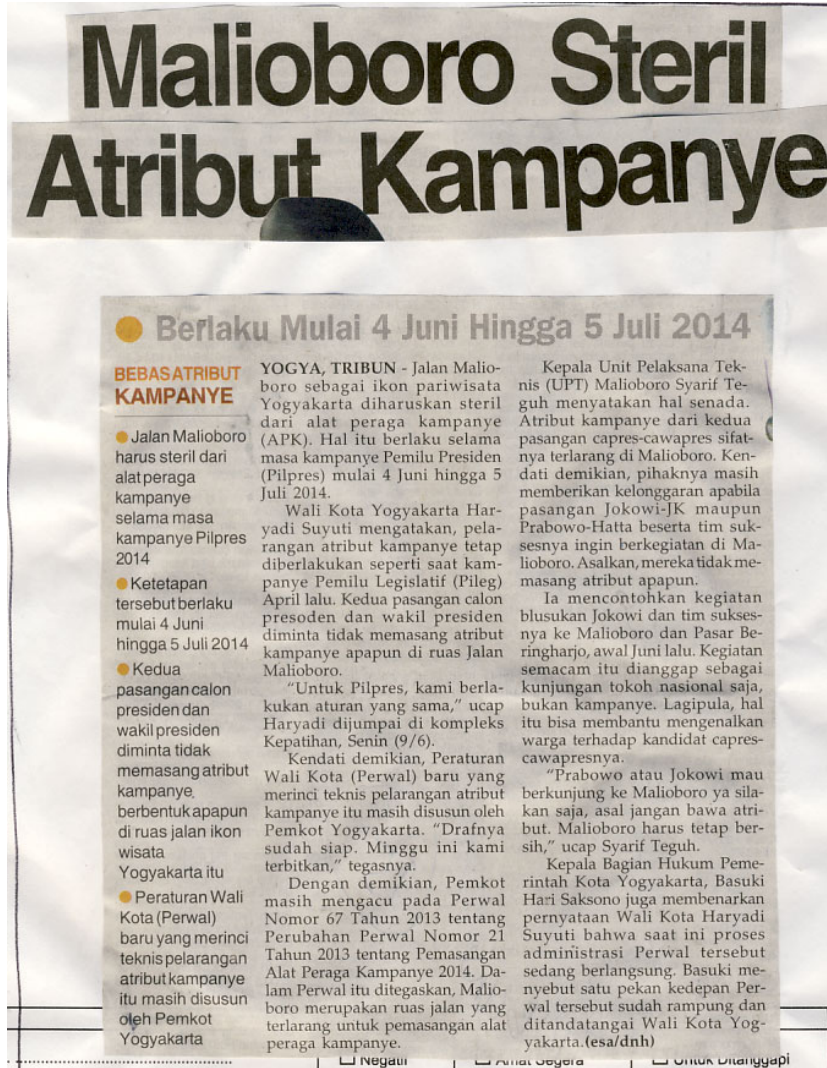 Malioboro Steril
Atribut Kampanye
Berlaku Mulai 4 Juni Hingga 5 Juli 2014
BEBAS ATRIBUT
KAMPANYE
Jalan Malioboro
harus steril dari
alat peraga
kampanye
selama masa
kampanye Pilpres
2014
Ketetapan
tersebut berlaku
mulai 4 Juni
hingga 5 Juli 2014
Kedua
pasangan calon
presiden dan
wakil presiden
diminta tidak
memasang atribut
kampanye,
berbentuk apapun
di ruas jalan ikon
wisata
Yogyakarta itu
Peraturan Wali
Kota (Perwal)
baru yang merinci
teknis pelarangan
atribut kampanye
itu masih disusun
oleh Pemkot
Yogyakarta
YOGYA, TRIBUN - Jalan Malio-
boro sebagai ikon pariwisata
Yogyakarta diharuskan steril
dari alat peraga kampanye
(APK). Hal itu berlaku selama
masa kampanye Pemilu Presiden
(Pilpres) mulai 4 Juni hingga 5
Juli 2014.
Wali Kota Yogyakarta Har-
yadi Suyuti mengatakan, pela-
rangan atribut kampanye tetap
diberlakukan seperti saat kam-
panye Pemilu Legislatif (Pileg)
April lalu. Kedua pasangan calon
presoden dan wakil presiden
diminta tidak memasang atribut
kampanye apapun di ruas Jalan
Malioboro.
"Untuk Pilpres, kami berla-
kukan aturan yang sama," ucap
Haryadi dijumpai di kompleks
Kepatihan, Senin (9/6).
Kendati demikian, Peraturan
Wali Kota (Perwal) baru yang
merinci teknis pelarangan atribut
kampanye itu masih disusun oleh
Pemkot Yogyakarta. "Drafnya
sudah siap. Minggu ini kami
terbitkan," tegasnya.
Dengan demikian, Pemkot
masih mengacu pada Perwal
Nomor 67 Tahun 2013 tentang
Perubahan Perwal Nomor 21
Tahun 2013 tentang Pemasangan
Alat Peraga Kampanye 2014. Da-
lam Perwal itu ditegaskan, Malio-
boro merupakan ruas jalan yang
terlarang untuk pemasangan alat
peraga kampanye.
Kepala Unit Pelaksana Tek-
nis (UPT) Malioboro Syarif Te-
guh menyatakan hal senada.
Atribut kampanye dari kedua
pasangan capres-cawapres sifat-
nya terlarang di Malioboro. Ken-
dati demikian, pihaknya masih
memberikan kelonggaran apabila
pasangan Jokowi-JK maupun
Prabowo-Hatta beserta tim suk-
sesnya ingin berkegiatan di Ma-
lioboro. Asalkan, mereka tidak me-
masang atribut apapun.
Ia mencontohkan kegiatan
blusukan Jokowi dan tim sukses-
nya ke Malioboro dan Pasar Be-
ringharjo, awal Juni lalu. Kegiatan
semacam itu dianggap sebagai
kunjungan tokoh nasional saja,
bukan kampanye. Lagipula, hal
itu bisa membantu mengenalkan
warga terhadap kandidat capres-
cawapresnya.
"Prabowo atau Jokowi mau
berkunjung ke Malioboro ya sila-
kan saja, asal jangan bawa atri-
but. Malioboro harus tetap ber-
sih," ucap Syarif Teguh.
Kepala Bagian Hukum Peme-
rintah Kota Yogyakarta, Basuki
Hari Saksono juga membenarkan
pernyataan Wali Kota Haryadi
Suyuti bahwa saat ini proses
administrasi Perwal tersebut
sedang berlangsung. Basuki me-
nyebut satu pekan kedepan Per-
wal tersebut sudah rampung dan
ditandatangai Wali Kota Yog-
yakarta.(esa/dnh)
Negatif
Amat Segera
Untuk Ditanggapi